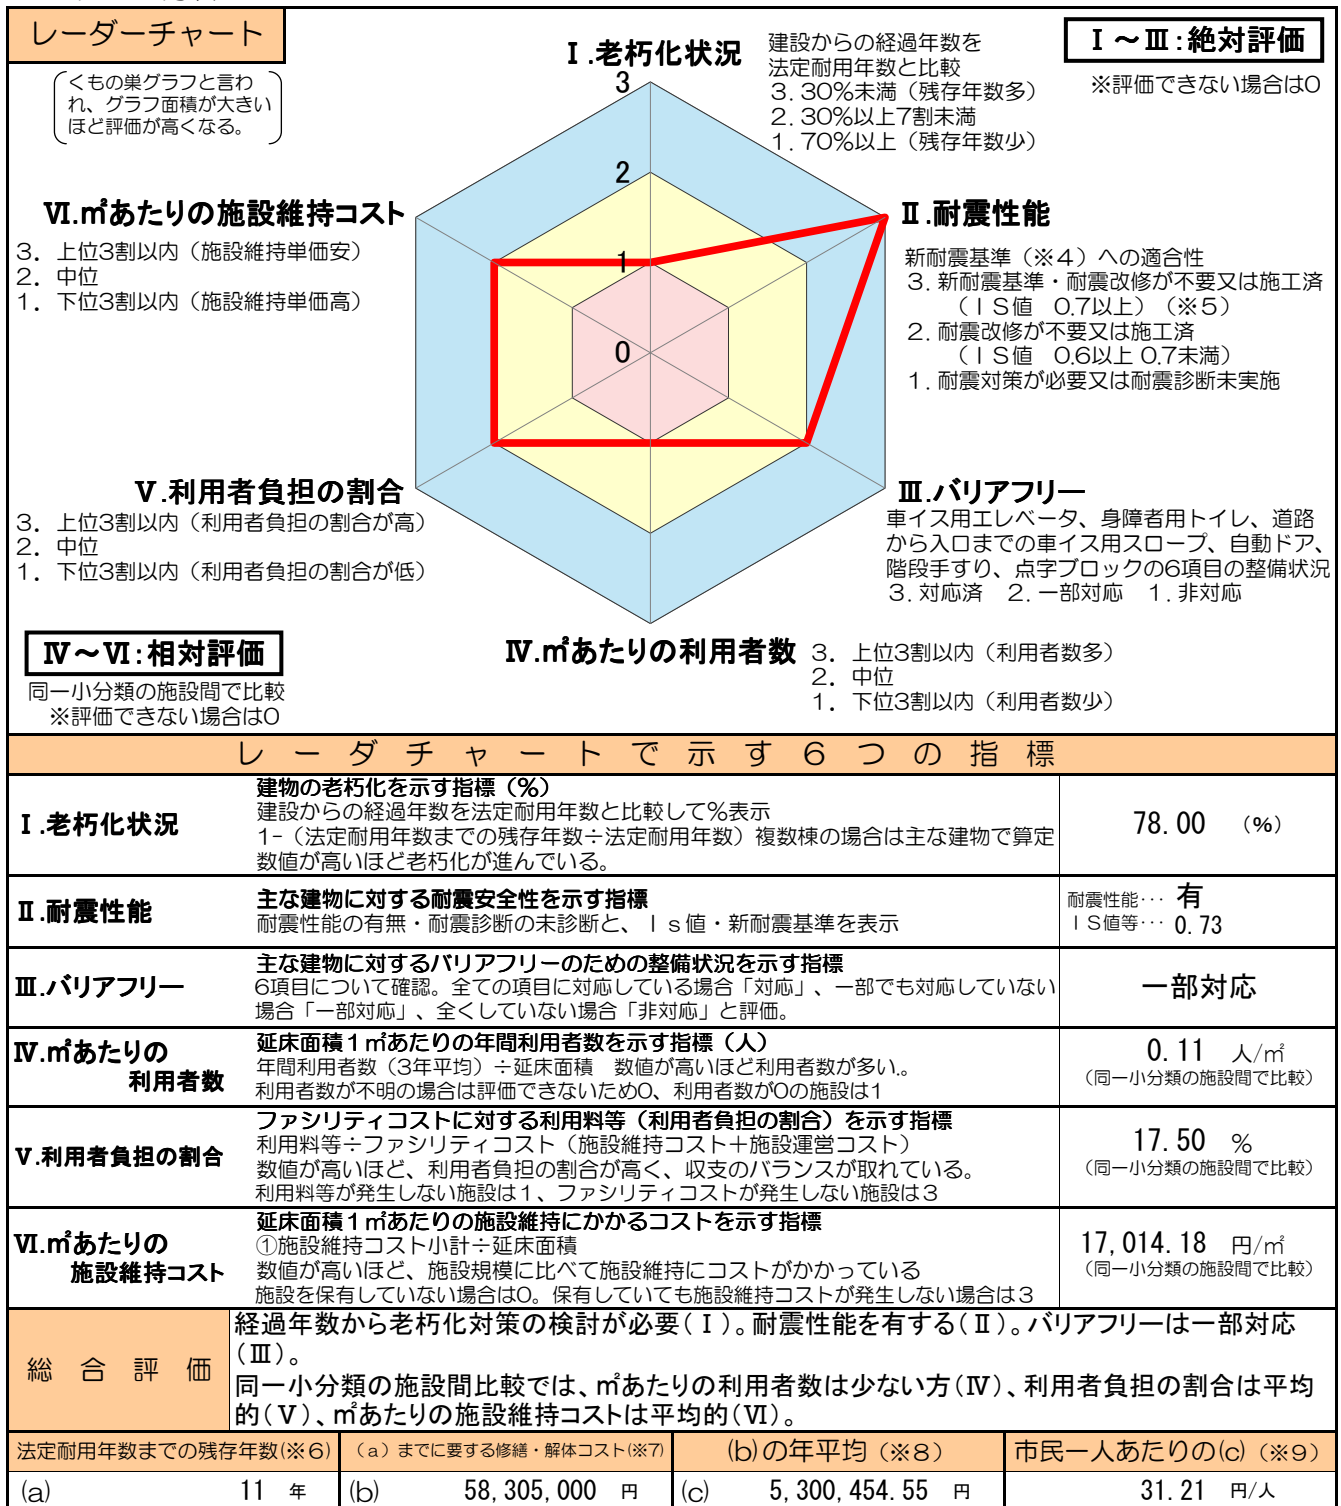 レーダーチャート
くもの巣グラフと言わ
れ、グラフ面積が大きい
ほど評価が高くなる。
Ⅰ.老朽化状況
建設からの経過年数を
法定耐用年数と比較
3.30%未満（残存年数多）
2.30%以上7割未満
1.70%以上（残存年数少）
Ⅰ～Ⅲ:絶対評価
※評価できない場合は0
3
2
1
0
Ⅵ.㎡あたりの施設維持コスト
3. 上位3割以内（施設維持単価安）
2. 中位
1. 下位3割以内（施設維持単価高）
Ⅱ.耐震性能
新耐震基準（※4）への適合性
3.新耐震基準・耐震改修が不要又は施工済
（ＩＳ値　0.7以上）（※5）
2.耐震改修が不要又は施工済
（ＩＳ値　0.6以上 0.7未満）
1.耐震対策が必要又は耐震診断未実施
Ⅴ.利用者負担の割合
3. 上位3割以内（利用者負担の割合が高）
2. 中位
1. 下位3割以内（利用者負担の割合が低）
Ⅲ.バリアフリー
車イス用エレベータ、身障者用トイレ、道路
から入口までの車イス用スロープ、自動ドア、
階段手すり、点字ブロックの6項目の整備状況
3.対応済　2.一部対応　1.非対応
Ⅳ～Ⅵ:相対評価
同一小分類の施設間で比較
※評価できない場合は0
Ⅳ.㎡あたりの利用者数
3. 上位3割以内（利用者数多）
2. 中位
1. 下位3割以内（利用者数少）
レーダチャートで示す6つの指標
Ⅰ.老朽化状況
建物の老朽化を示す指標（%）
建設からの経過年数を法定耐用年数と比較して%表示
1-（法定耐用年数までの残存年数÷法定耐用年数）複数棟の場合は主な建物で算定
数値が高いほど老朽化が進んでいる。
78.00　（%）
Ⅱ.耐震性能
主な建物に対する耐震安全性を示す指標
耐震性能の有無・耐震診断の未診断と、Ｉｓ値・新耐震基準を表示
耐震性能… 有
ＩＳ値等… 0.73
Ⅲ.バリアフリー
主な建物に対するバリアフリーのための整備状況を示す指標
6項目について確認。全ての項目に対応している場合「対応」、一部でも対応していない
場合「一部対応」、全くしていない場合「非対応」と評価。
一部対応
Ⅳ.㎡あたりの
利用者数
延床面積１㎡あたりの年間利用者数を示す指標（人）
年間利用者数（3年平均）÷延床面積　数値が高いほど利用者数が多い。
利用者数が不明の場合は評価できないため0、利用者数が0の施設は1
0.11　人/㎡
（同一小分類の施設間で比較）
Ⅴ.利用者負担の割合
ファシリティコストに対する利用料等（利用者負担の割合）を示す指標
利用料等÷ファシリティコスト（施設維持コスト＋施設運営コスト）
数値が高いほど、利用者負担の割合が高く、収支のバランスが取れている。
利用料等が発生しない施設は１、ファシリティコストが発生しない施設は３
17.50　%
（同一小分類の施設間で比較）
Ⅵ.㎡あたりの
施設維持コスト
延床面積１㎡あたりの施設維持にかかるコストを示す指標
①施設維持コスト小計÷延床面積
数値が高いほど、施設規模に比べて施設維持にコストがかかっている
施設を保有していない場合は0。保有していても施設維持コストが発生しない場合は３
17,014.18　円/㎡
（同一小分類の施設間で比較）
総合評価
経過年数から老朽化対策の検討が必要(Ⅰ)。耐震性能を有する(Ⅱ)。バリアフリーは一部対応
(Ⅲ)。
同一小分類の施設間比較では、㎡あたりの利用者数は少ない方(Ⅳ)、利用者負担の割合は平均
的(Ⅴ)、㎡あたりの施設維持コストは平均的(Ⅵ)。
法定耐用年数までの残存年数(※6)
（a）までに要する修繕・解体コスト(※7)
(b)の年平均（※8）
市民一人あたりの(c)（※9）
(a)　11　年
(b)　58,305,000　円
(c)　5,300,454.55　円
31.21　円/人